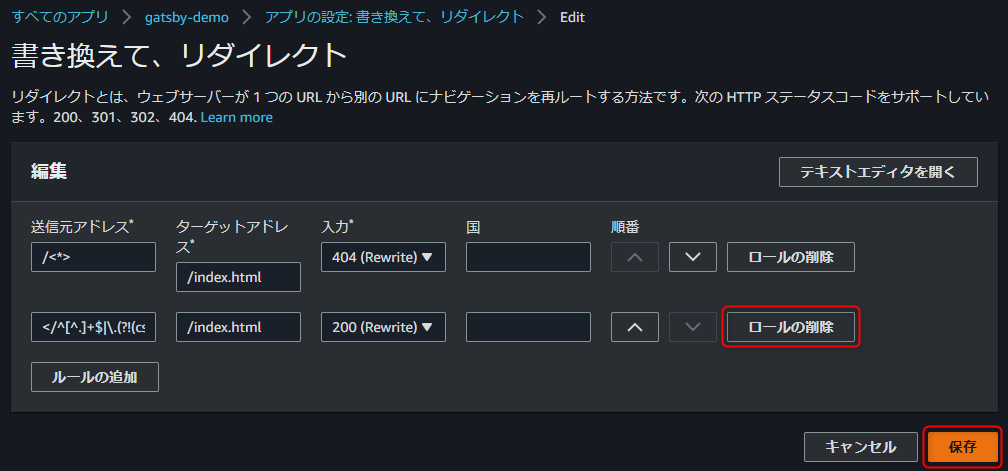 すべてのアプリ > gatsby-demo > アプリの設定: 書き換えて、リダイレクト > Edit
書き換えて、リダイレクト
リダイレクトとは、ウェブサーバーが 1 つの URL から別の URL にナビゲーションを再ルートする方法です。次の HTTP ステータスコードをサポートしてい
ます。200、301、302、404. Learn more
編集 テキストエディタを開く
送信元アドレス* ターゲットアドレ
ス* 入力* 国 順番
/<*> /index.html 404 (Rewrite) ▼ ロールの削除
</^[^.]+$|\.(?!(cs /index.html 200 (Rewrite) ▼ ロールの削除
ルールの追加
キャンセル 保存